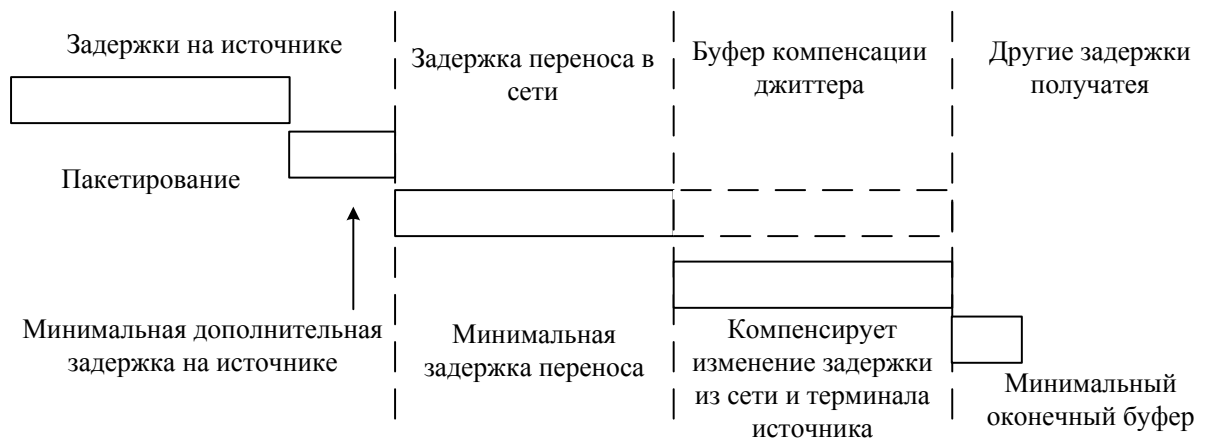 Задержки на источнике
Задержка переноса в
сети
Буфер компенсации
джиттера
Другие задержки
получатея
Пакетирование
Минимальная дополнительная
задержка на источнике
Минимальная
задержка переноса
Компенсирует
изменение задержки
из сети и терминала
источника
Минимальный
оконечный буфер